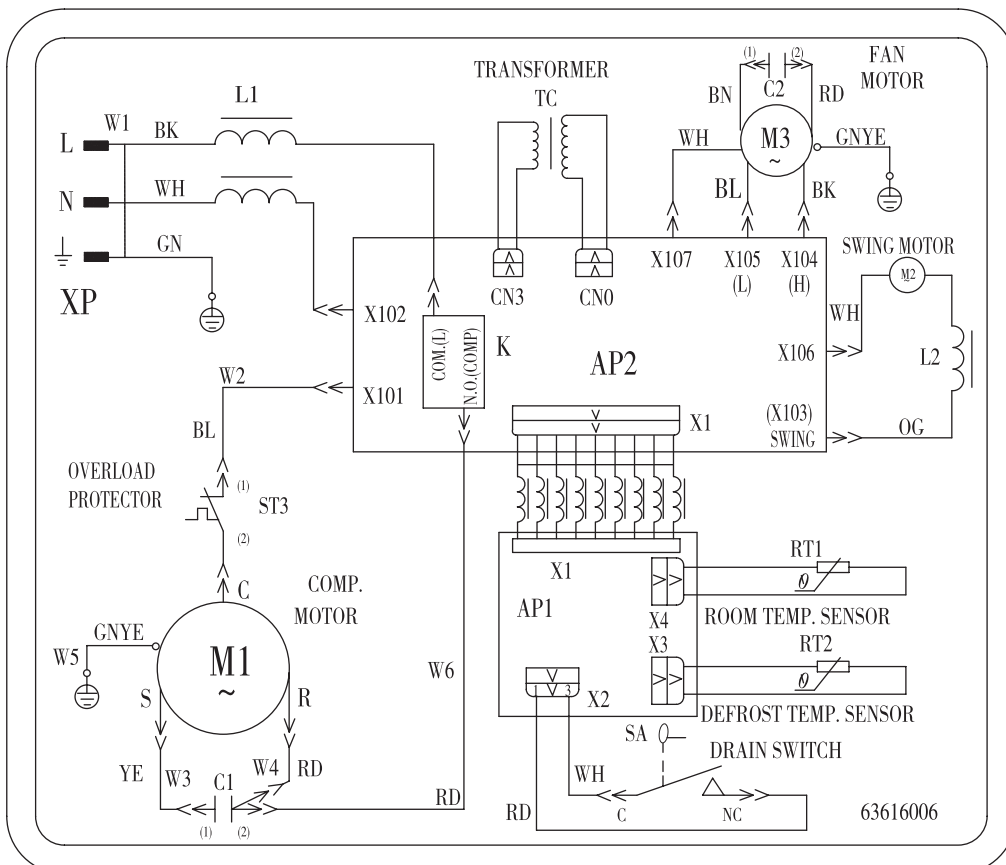 TRANSFORMER
TC
FAN
MOTOR
(1)
(2)
C2
BN
RD
M3
~
WH
GNYE
BL
BK
L1
W1
L
BK
N
WH
GN
XP
X107
X105
(L)
X104
(H)
SWING MOTOR
M2
~
WH
L2
CN3
CN0
X102
COM.(L)
N.O.(COMP)
K
AP2
X106
X101
(X103)
SWING
OG
X1
W2
BL
OVERLOAD
PROTECTOR
(1)
ST3
(2)
C
COMP.
MOTOR
GNYE
W5
M1
~
S
R
W6
YE
W3
C1
W4
RD
(1)
(2)
RD
X1
AP1
X4
X3
RT1
θ
ROOM TEMP. SENSOR
RT2
θ
DEFROST TEMP. SENSOR
1
3
X2
SA
DRAIN SWITCH
WH
RD
C
NC
63616006